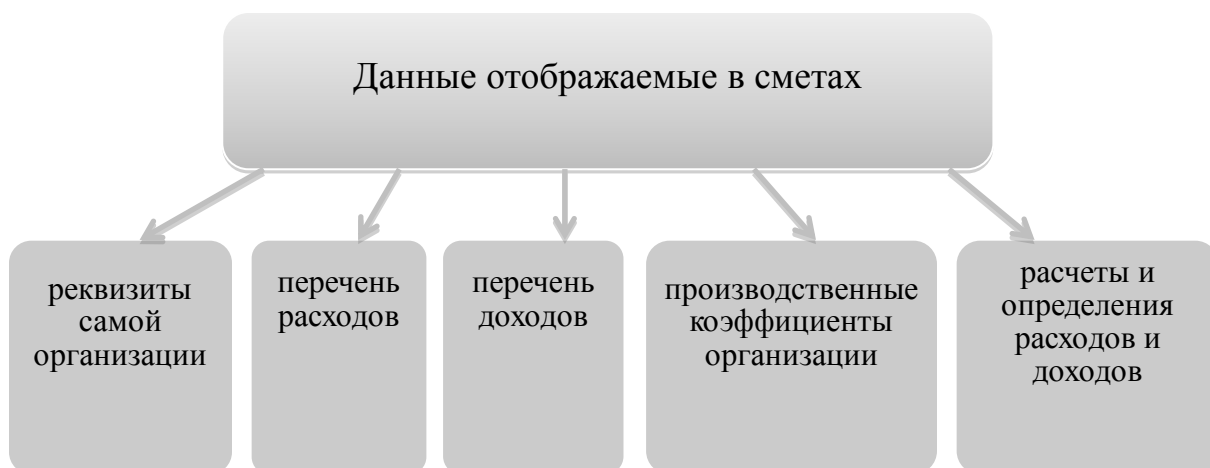 Данные отображаемые в сметах
реквизиты
самой
организации
перечень
расходов
перечень
доходов
производственные
коэффициенты
организации
расчеты и
определения
расходов и
доходов